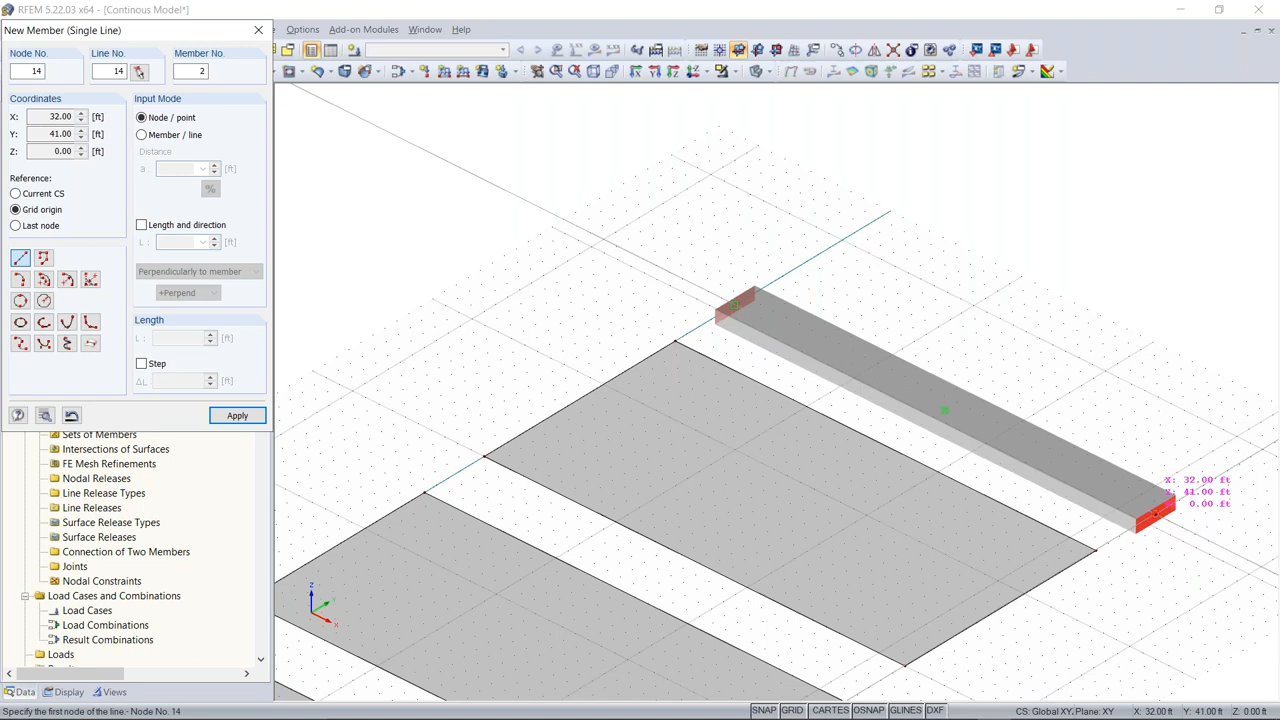 RFEM 5.22.03 x64 - [Continous Model*]
New Member (Single Line)
Options Add-on Modules Window Help
Node No. Line No. Member No.
14 14 2
Coordinates Input Mode
X: 32.00 [ft] Node / point
Y: 41.00 [ft] Member / line
Z: 0.00 [ft] Distance
a : [ft]
Reference:
Current CS %
Grid origin
Last node Length and direction
L : [ft]
Perpendicularly to member
+Perpend
Length
L : [ft]
Step
ΔL : [ft]
Apply
Sets of Members
Intersections of Surfaces
FE Mesh Refinements
Nodal Releases
Line Release Types
Line Releases
Surface Release Types
Surface Releases
Connection of Two Members
Joints
Nodal Constraints
Load Cases and Combinations
Load Cases
Load Combinations
Result Combinations
Loads
X: 32.00 ft
41.00 ft
0.00 ft
Z
X
Data Display Views
Specify the first node of the line.- Node No. 14
SNAP GRID CARTES OSNAP GLINES DXF CS: Global XY, Plane: XY X: 32.00 ft Y: 41.00 ft Z: 0.00 ft